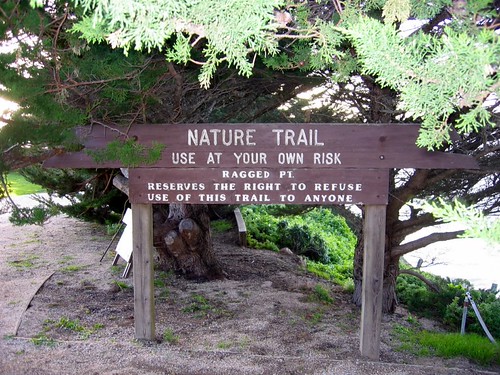 NATURE TRAIL
USE AT YOUR OWN RISK
RAGGED PT.
RESERVES THE RIGHT TO REFUSE
USE OF THIS TRAIL TO ANYONE